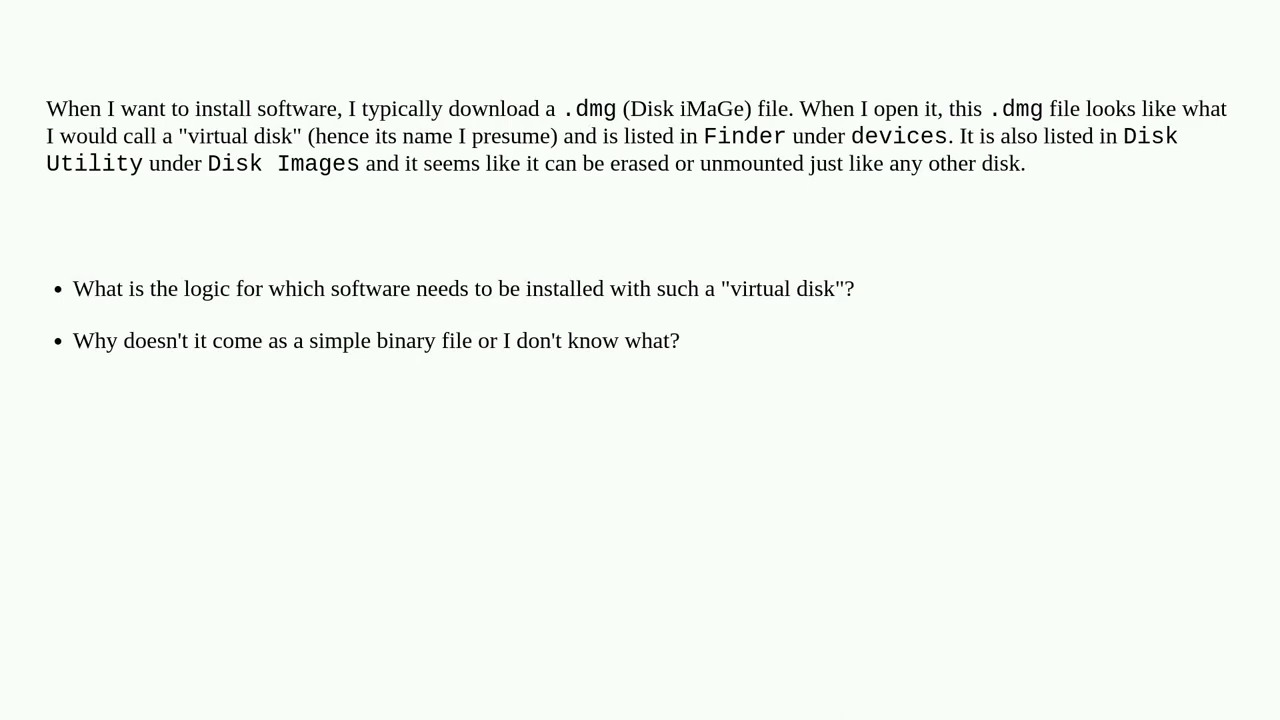 When I want to install software, I typically download a .dmg (Disk iMaGe) file. When I open it, this .dmg file looks like what
I would call a "virtual disk" (hence its name I presume) and is listed in Finder under devices. It is also listed in Disk
Utility under Disk Images and it seems like it can be erased or unmounted just like any other disk.
• What is the logic for which software needs to be installed with such a "virtual disk"?
• Why doesn't it come as a simple binary file or I don't know what?